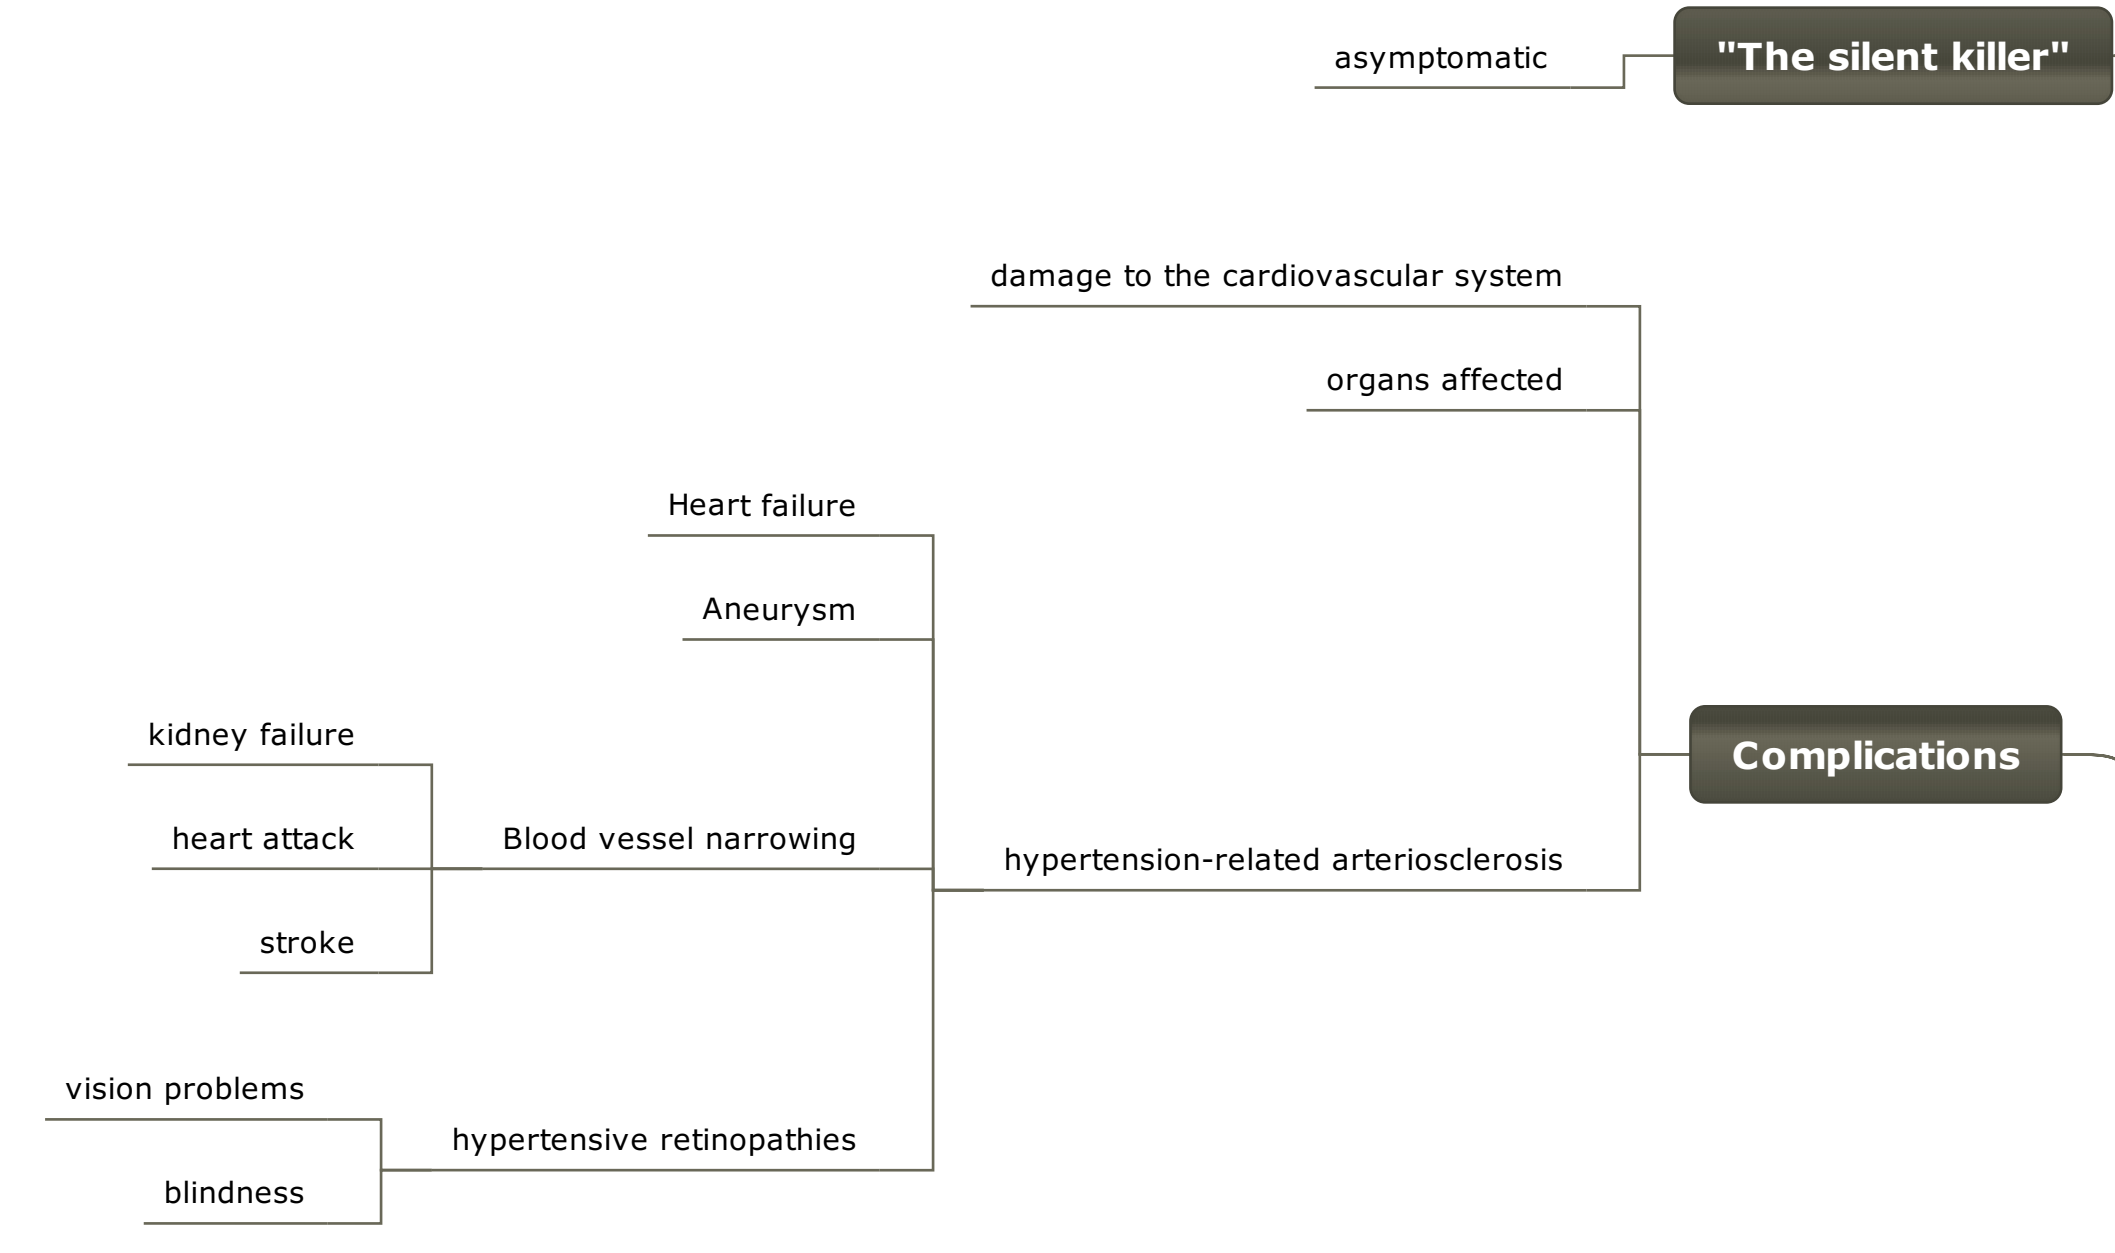 "The silent killer"
asymptomatic
damage to the cardiovascular system
organs affected
Heart failure
Aneurysm
kidney failure
Complications
heart attack
Blood vessel narrowing
hypertension-related arteriosclerosis
stroke
vision problems
hypertensive retinopathies
blindness